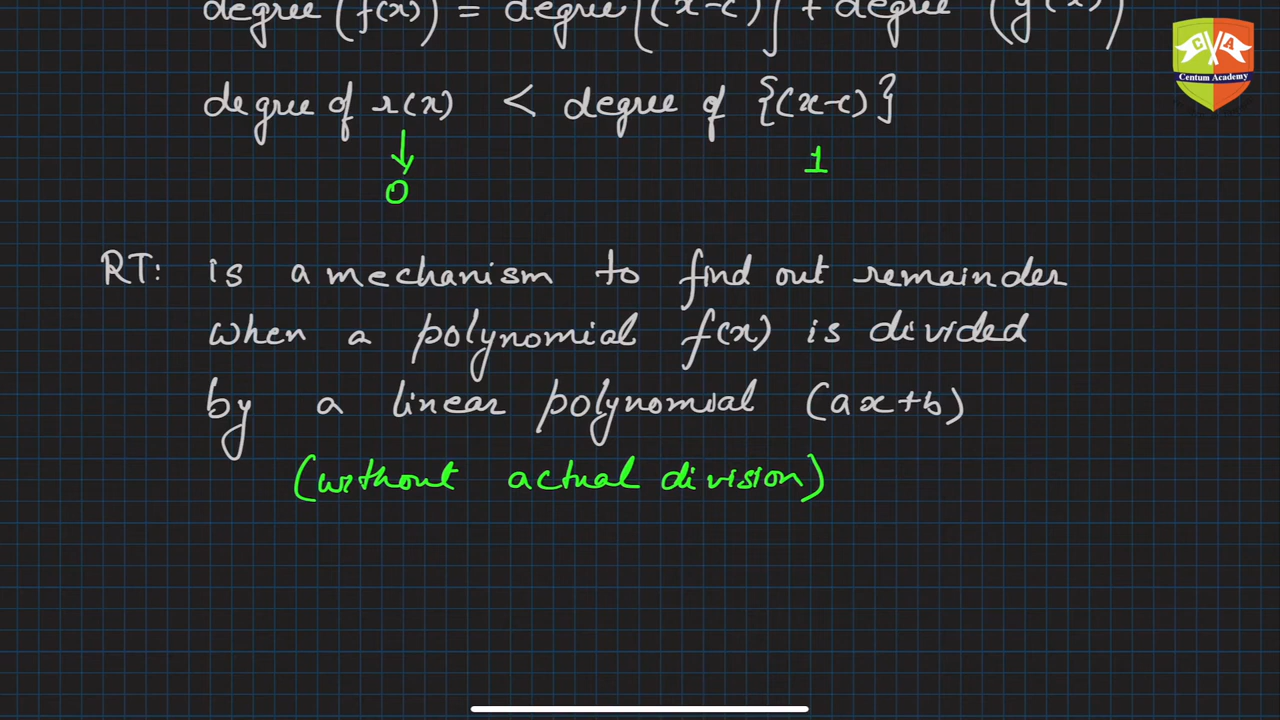 degree (f(x)) = degree [(x-c)] + degree (g(x))
C A
Centum Academy
degree of r(x) < degree of {(x-c)}
↓
0 1
RT: is a mechanism to find out remainder
when a polynomial f(x) is divided
by a linear polynomial (ax+b)
(without actual division)